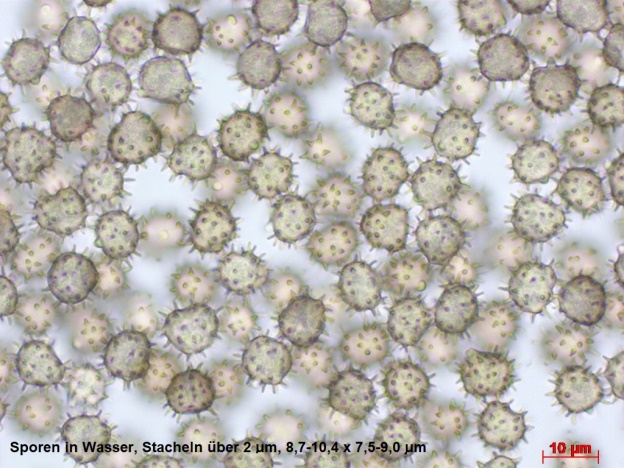 Sporen in Wasser, Stacheln über 2 µm, 8,7-10,4 x 7,5-9,0 µm
10 µm